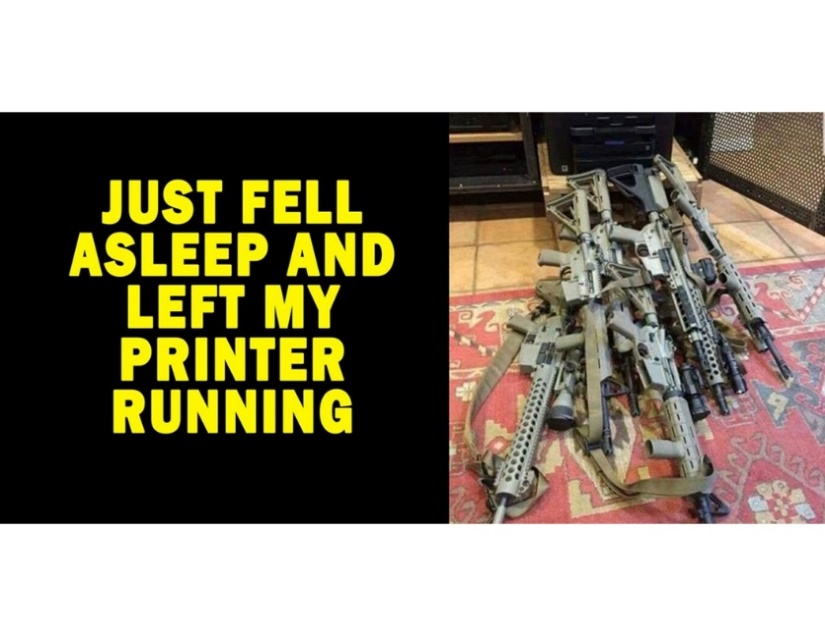 JUST FELL
ASLEEP AND
LEFT MY
PRINTER
RUNNING